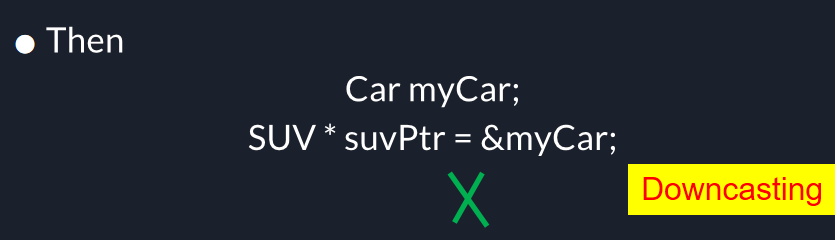 ● Then
Car myCar;
SUV * suvPtr = &myCar;
X
Downcasting